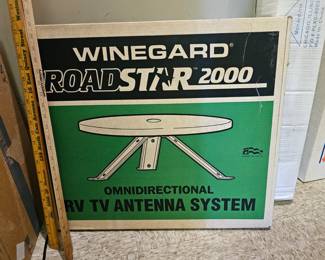 WINEGARD®
ROADSTAR 2000
OMNIDIRECTIONAL
RV TV ANTENNA SYSTEM